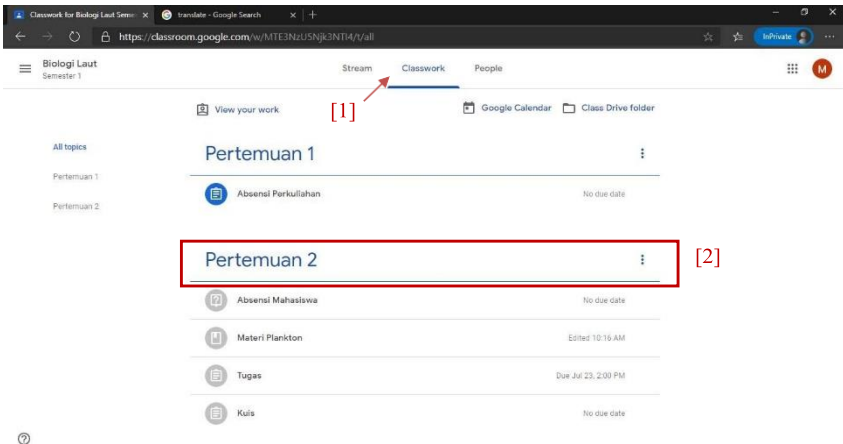 Classwork for Biologi Laut Seme
translate - Google Search
https://classroom.google.com/w/MTE3NzU5Njk3NTI4/t/all
InPrivate
Biologi Laut
Semester 1
Stream
Classwork
People
M
[1]
View your work
Google Calendar
Class Drive folder
All topics
Pertemuan 1
Pertemuan 2
Pertemuan 1
Absensi Perkuliahan
No due date
Pertemuan 2
[2]
Absensi Mahasiswa
No due date
Materi Plankton
Edited 10:16 AM
Tugas
Due Jul 23, 2:00 PM
Kuis
No due date